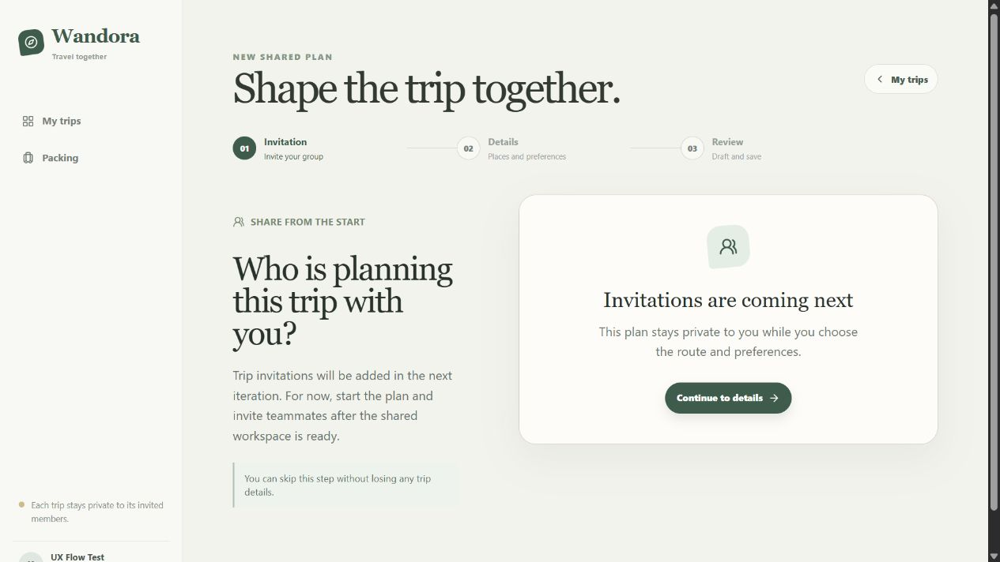 Wandora
Travel together
My trips
Packing
Each trip stays private to its invited
members.
UX Flow Test
NEW SHARED PLAN
Shape the trip together.
My trips
01
Invitation
Invite your group
02
Details
Places and preferences
03
Review
Draft and save
SHARE FROM THE START
Who is planning
this trip with
you?
Trip invitations will be added in the next
iteration. For now, start the plan and
invite teammates after the shared
workspace is ready.
You can skip this step without losing any trip
details.
Invitations are coming next
This plan stays private to you while you choose
the route and preferences.
Continue to details